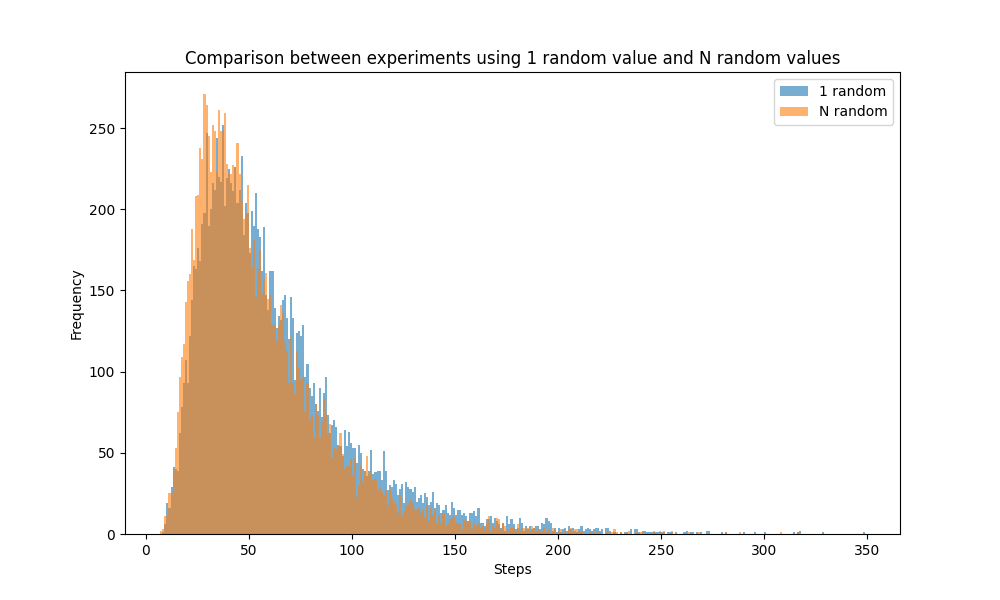 Comparison between experiments using 1 random value and N random values
1 random
N random
250
200
150
100
50
0
Frequency
0 50 100 150 200 250 300 350
Steps